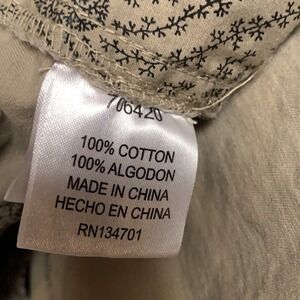 706420
100% COTTON
100% ALGODON
MADE IN CHINA
HECHO EN CHINA
RN134701